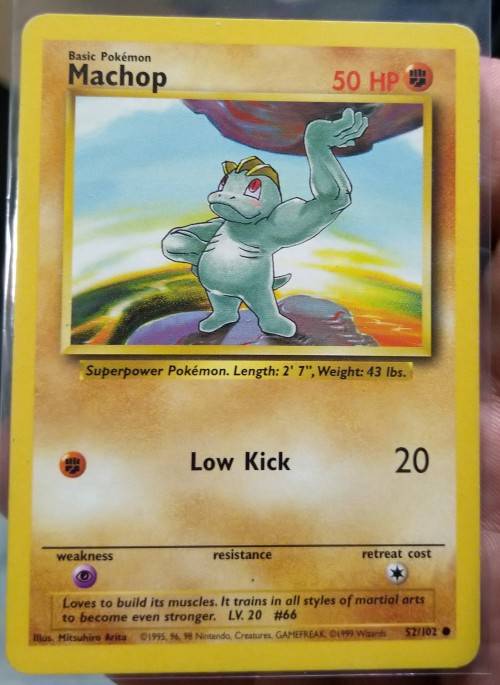 Basic Pokémon
Machop 50 HP
Superpower Pokémon. Length: 2' 7", Weight: 43 lbs.
Low Kick 20
weakness resistance retreat cost
Loves to build its muscles. It trains in all styles of martial arts
to become even stronger. LV. 20 #66
Illus. Mitsuhiro Arita ©1995, 96, 98 Nintendo, Creatures, GAMEFREAK. ©1999 Wizards 52/102